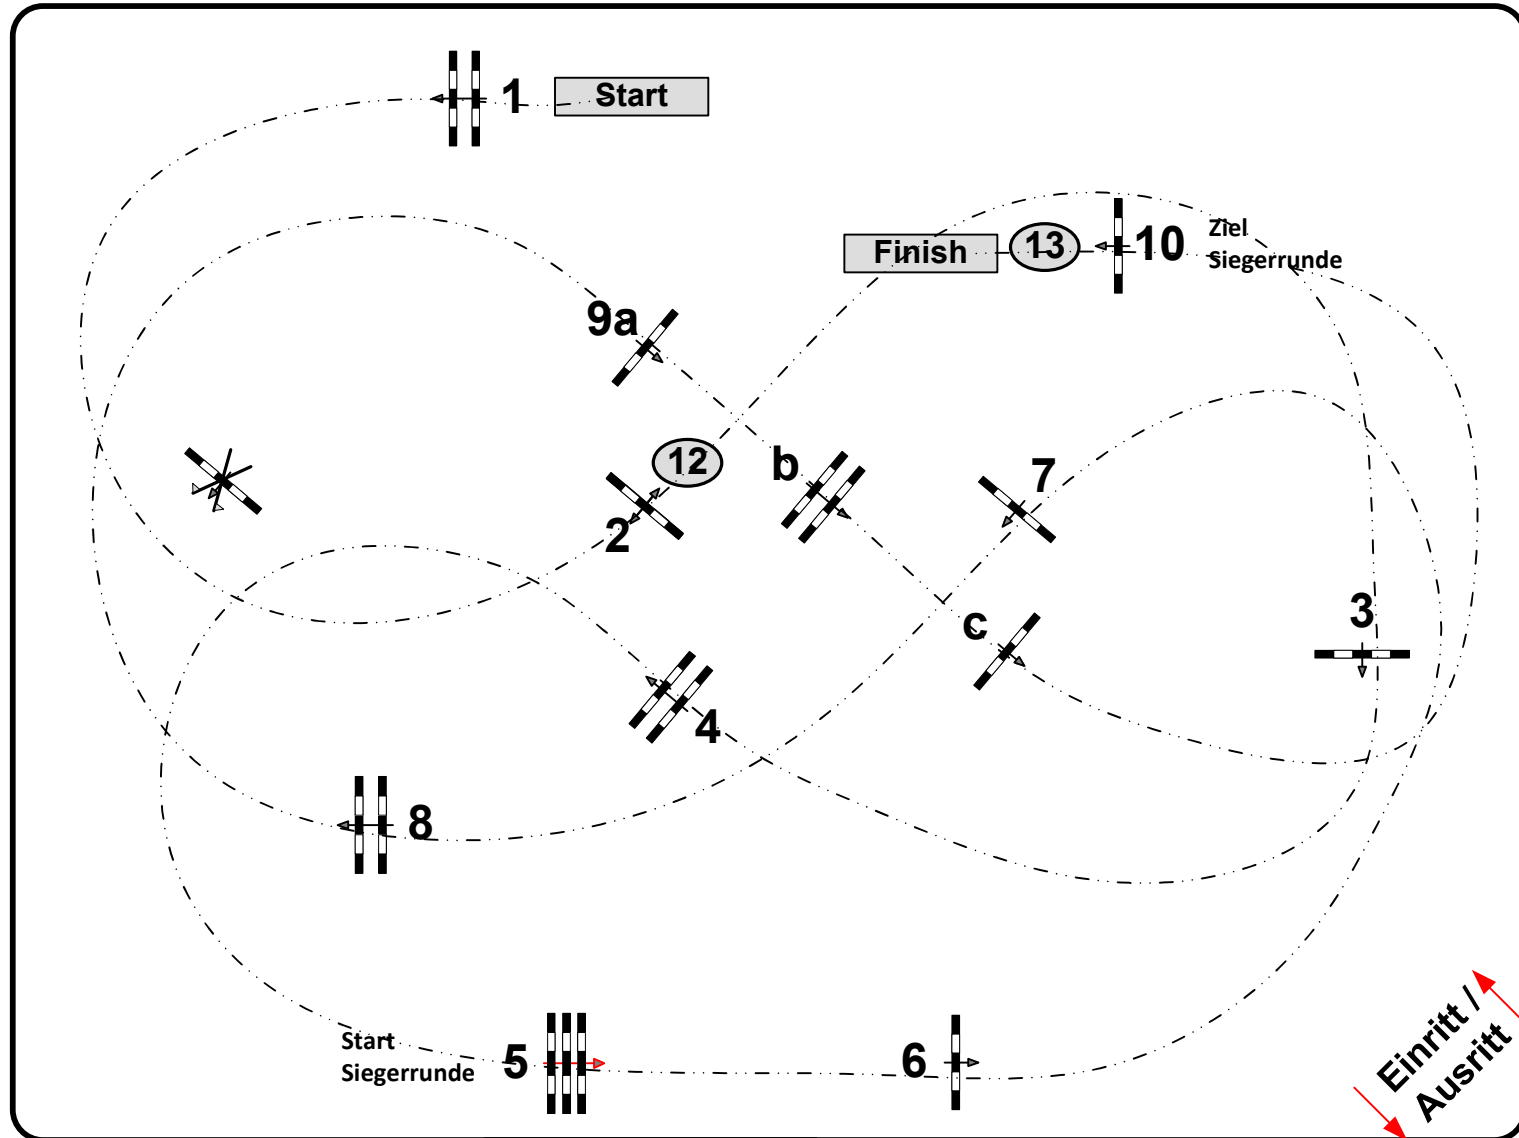 1
Start
10
Ziel
Siegerrunde
13
Finish
9a
12
b
7
2
3
c
4
8
Start
Siegerrunde
5
6
Einritt /
Ausritt